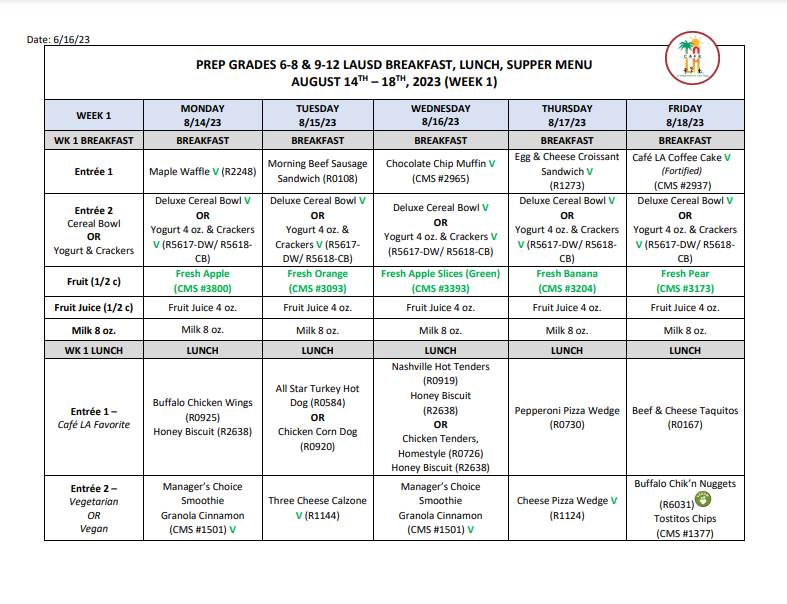 Date: 6/16/23
PREP GRADES 6-8 & 9-12 LAUSD BREAKFAST, LUNCH, SUPPER MENU
AUGUST 14TH – 18TH, 2023 (WEEK 1)
CAFE
LA
WEEK 1
MONDAY
8/14/23
TUESDAY
8/15/23
WEDNESDAY
8/16/23
THURSDAY
8/17/23
FRIDAY
8/18/23
WK 1 BREAKFAST
BREAKFAST
BREAKFAST
BREAKFAST
BREAKFAST
BREAKFAST
Entrée 1
Maple Waffle V (R2248)
Morning Beef Sausage
Sandwich (R0108)
Chocolate Chip Muffin V
(CMS #2965)
Egg & Cheese Croissant
Sandwich V
(R1273)
Café LA Coffee Cake V
(Fortified)
(CMS #2937)
Entrée 2
Cereal Bowl
OR
Yogurt & Crackers
Deluxe Cereal Bowl V
OR
Yogurt 4 oz. & Crackers
V (R5617-DW/ R5618-
CB)
Deluxe Cereal Bowl V
OR
Yogurt 4 oz. &
Crackers V (R5617-
DW/ R5618-CB)
Deluxe Cereal Bowl V
OR
Yogurt 4 oz. & Crackers V
(R5617-DW/ R5618-CB)
Deluxe Cereal Bowl V
OR
Yogurt 4 oz. & Crackers
V (R5617-DW/ R5618-
CB)
Deluxe Cereal Bowl V
OR
Yogurt 4 oz. & Crackers
V (R5617-DW/ R5618-
CB)
Fruit (1/2 c)
Fresh Apple
(CMS #3800)
Fresh Orange
(CMS #3093)
Fresh Apple Slices (Green)
(CMS #3393)
Fresh Banana
(CMS #3204)
Fresh Pear
(CMS #3173)
Fruit Juice (1/2 c)
Fruit Juice 4 oz.
Fruit Juice 4 oz.
Fruit Juice 4 oz.
Fruit Juice 4 oz.
Fruit Juice 4 oz.
Milk 8 oz.
Milk 8 oz.
Milk 8 oz.
Milk 8 oz.
Milk 8 oz.
Milk 8 oz.
WK 1 LUNCH
LUNCH
LUNCH
LUNCH
LUNCH
LUNCH
Entrée 1 –
Café LA Favorite
Buffalo Chicken Wings
(R0925)
Honey Biscuit (R2638)
All Star Turkey Hot
Dog (R0584)
OR
Chicken Corn Dog
(R0920)
Nashville Hot Tenders
(R0919)
Honey Biscuit
(R2638)
OR
Chicken Tenders,
Homestyle (R0726)
Honey Biscuit (R2638)
Pepperoni Pizza Wedge
(R0730)
Beef & Cheese Taquitos
(R0167)
Entrée 2 –
Vegetarian
OR
Vegan
Manager's Choice
Smoothie
Granola Cinnamon
(CMS #1501) V
Three Cheese Calzone
V (R1144)
Manager's Choice
Smoothie
Granola Cinnamon
(CMS #1501) V
Cheese Pizza Wedge V
(R1124)
Buffalo Chik'n Nuggets
(R6031)
Tostitos Chips
(CMS #1377)